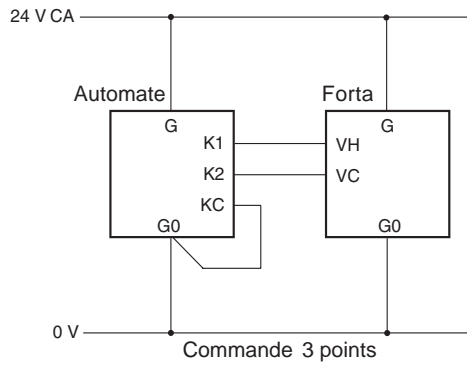 24 V CA
Automate Forta
G G
K1 VH
K2 VC
KC
G0 G0
0 V
Commande 3 points